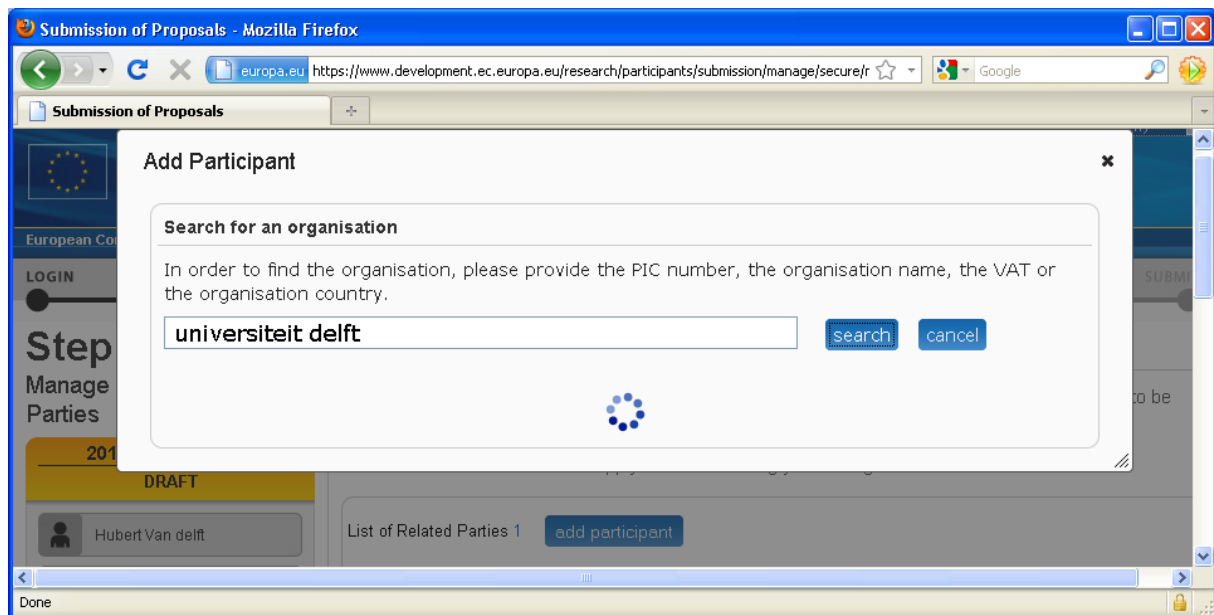 Submission of Proposals - Mozilla Firefox
europa.eu https://www.development.ec.europa.eu/research/participants/submission/manage/secure/r
Google
Submission of Proposals
Add Participant
Search for an organisation
In order to find the organisation, please provide the PIC number, the organisation name, the VAT or
the organisation country.
universiteit delft
search
cancel
European Co
LOGIN
SUBMI
Step
Manage
Parties
to be
201
DRAFT
Hubert Van delft
List of Related Parties 1
add participant
Done